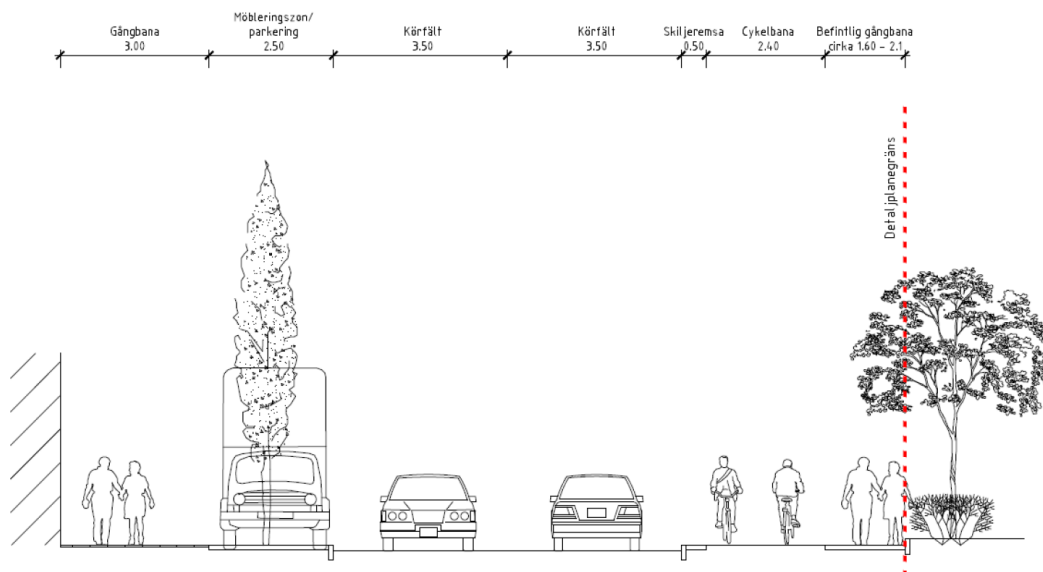 Gångbana
3.00
Möbleringszon/
parkering
2.50
Körfält
3.50
Körfält
3.50
Skiljeremsa
0.50
Cykelbana
2.40
Befintlig gångbana
cirka 1.60 - 2.1
Detaljplanegräns